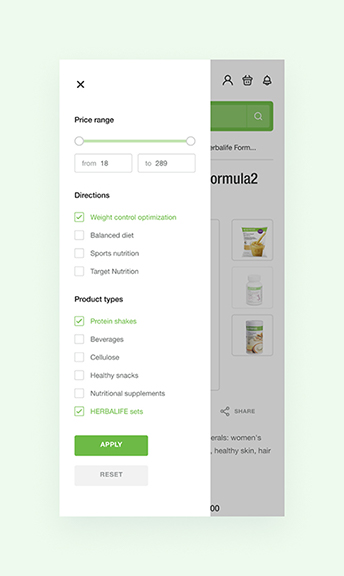 Price range
from 18
to 289
erbalife Form...
ormula2
Directions
Weight control optimization
Balanced diet
Sports nutrition
Target Nutrition
Product types
Protein shakes
Beverages
Cellulose
Healthy snacks
Nutritional supplements
HERBALIFE sets
SHARE
APPLY
RESET
erals: women's
, healthy skin, hair
00